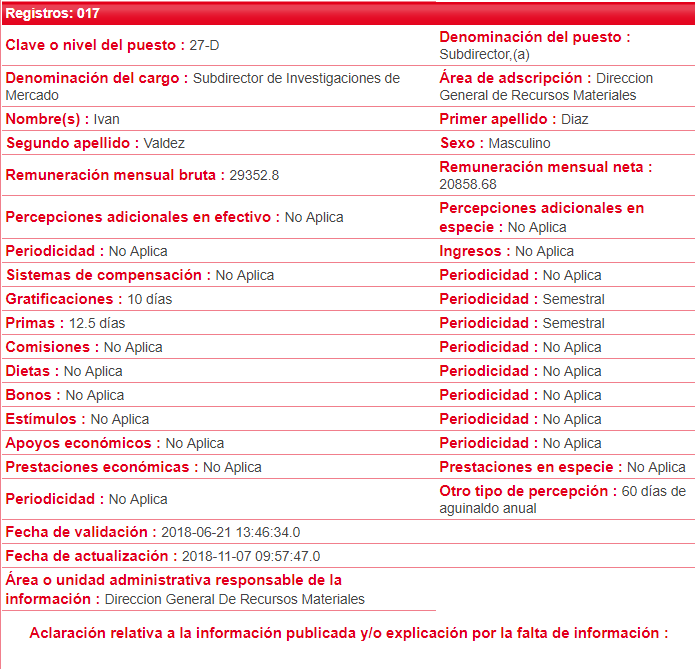 Registros: 017
Clave o nivel del puesto : 27-D
Denominación del puesto :
Subdirector,(a)
Denominación del cargo : Subdirector de Investigaciones de
Mercado
Área de adscripción : Direccion
General de Recursos Materiales
Nombre(s) : Ivan
Primer apellido : Diaz
Segundo apellido : Valdez
Sexo : Masculino
Remuneración mensual bruta : 29352.8
Remuneración mensual neta :
20858.68
Percepciones adicionales en efectivo : No Aplica
Percepciones adicionales en
especie : No Aplica
Periodicidad : No Aplica
Ingresos : No Aplica
Sistemas de compensación : No Aplica
Periodicidad : No Aplica
Gratificaciones : 10 días
Periodicidad : Semestral
Primas : 12.5 días
Periodicidad : Semestral
Comisiones : No Aplica
Periodicidad : No Aplica
Dietas : No Aplica
Periodicidad : No Aplica
Bonos : No Aplica
Periodicidad : No Aplica
Estímulos : No Aplica
Periodicidad : No Aplica
Apoyos económicos : No Aplica
Periodicidad : No Aplica
Prestaciones económicas : No Aplica
Prestaciones en especie : No Aplica
Periodicidad : No Aplica
Otro tipo de percepción : 60 días de
aguinaldo anual
Fecha de validación : 2018-06-21 13:46:34.0
Fecha de actualización : 2018-11-07 09:57:47.0
Área o unidad administrativa responsable de la
información : Direccion General De Recursos Materiales
Aclaración relativa a la información publicada y/o explicación por la falta de información :